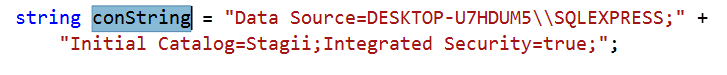 string conString = "Data Source=DESKTOP-U7HDUM5\\SQLEXPRESS;" +
"Initial Catalog=Stagii;Integrated Security=true;";